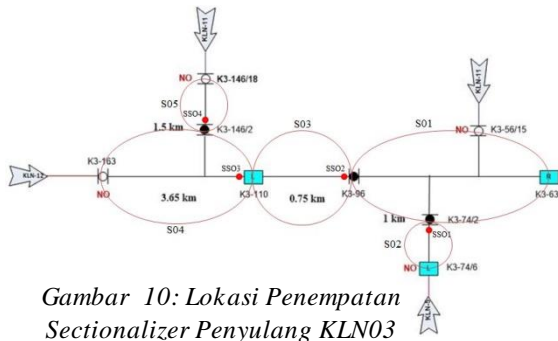 KLN-11
NO
K3-146/18
S05
SSO4
1.5 km
K3-146/2
S03
KLN-11
S01
NO
K3-56/15
K3-163
KLN-12
NO
SSO3
K3-110
SSO2
K3-96
K3-63
3.65 km
0.75 km
S04
1 km
K3-74/2
SSO1
S02
NO
L
K3-74/6
Gambar 10: Lokasi Penempatan
Sectionalizer Penyulang KLN03